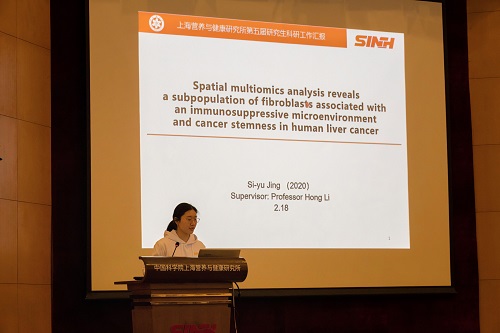 上海营养与健康研究所第五届研究生科研工作汇报
SINH
Spatial multiomics analysis reveals
a subpopulation of fibroblasts associated with
an immunosuppressive microenvironment
and cancer stemness in human liver cancer
Si-yu Jing （2020）
Supervisor: Professor Hong Li
2.18
中国科学院上海营养与健康研究所